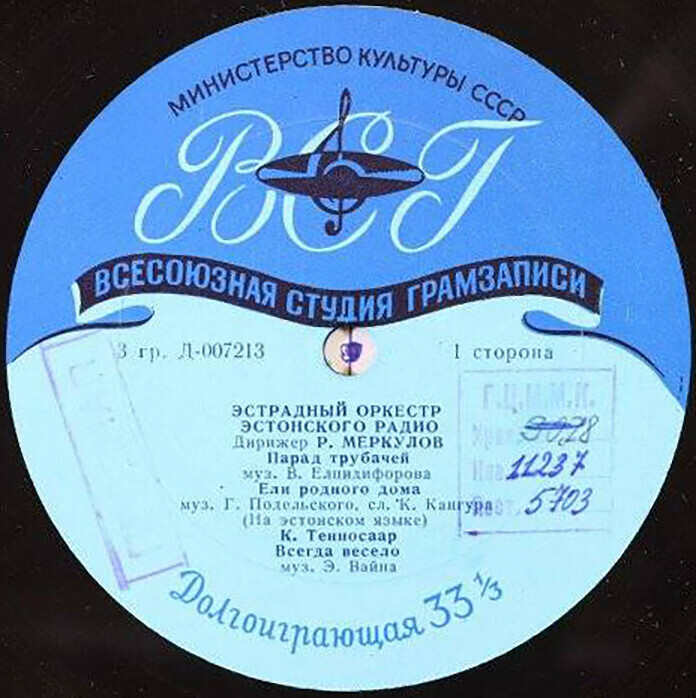 МИНИСТЕРСТВО КУЛЬТУРЫ СССР
ВСГ
ВСЕСОЮЗНАЯ СТУДИЯ ГРАМЗАПИСИ
3 гр. Д-007213
1 сторона
Г.Ц.М.М.К.
9028
11237
5703
ЭСТРАДНЫЙ ОРКЕСТР
ЭСТОНСКОГО РАДИО
Дирижер Р. МЕРКУЛОВ
Парад трубачей
муз. В. Елпидифорова
Ели родного дома
муз. Г. Подельского, сл. К. Кангура
(На эстонском языке)
К. Тенносаар
Всегда весело
муз. Э. Вайна
Долгоиграющая 33 1/3